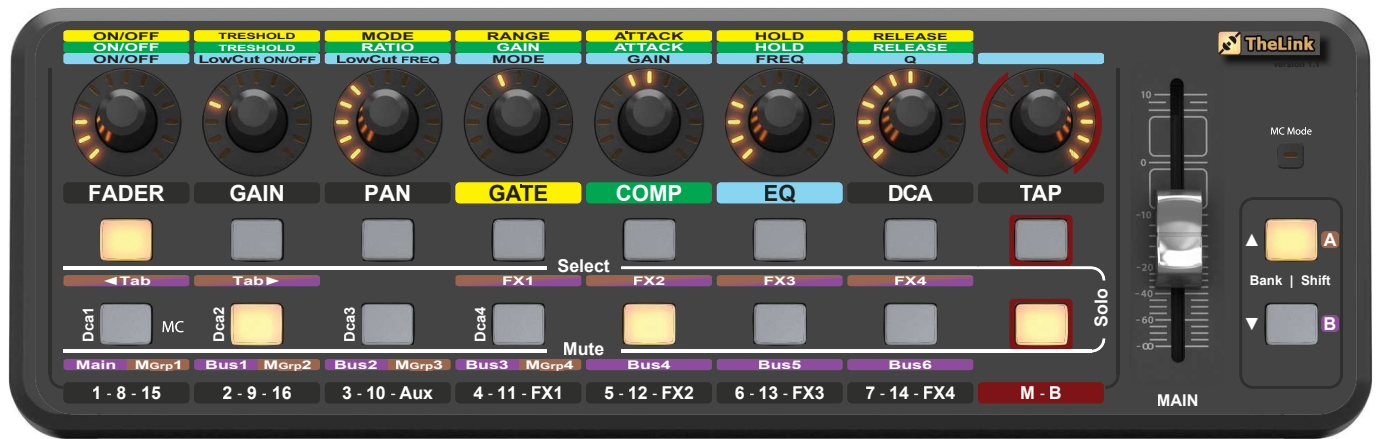 ON/OFF TRESHOLD MODE RANGE ATTACK HOLD RELEASE
ON/OFF TRESHOLD RATIO GAIN ATTACK HOLD RELEASE
ON/OFF LowCut ON/OFF LowCut FREQ MODE GAIN FREQ Q
TheLink
Version 1.1
10
MC Mode
0
FADER GAIN PAN GATE COMP EQ DCA TAP
-10
▲ A
Select
-20
◄Tab Tab► FX1 FX2 FX3 FX4
Bank | Shift
-40
Dca1 MC Dca2 Dca3 Dca4
Solo
-60
▼ B
-∞
Mute
Main MGrp1 Bus1 MGrp2 Bus2 MGrp3 Bus3 MGrp4 Bus4 Bus5 Bus6
1 - 8 - 15 2 - 9 - 16 3 - 10 - Aux 4 - 11 - FX1 5 - 12 - FX2 6 - 13 - FX3 7 - 14 - FX4 M - B
MAIN